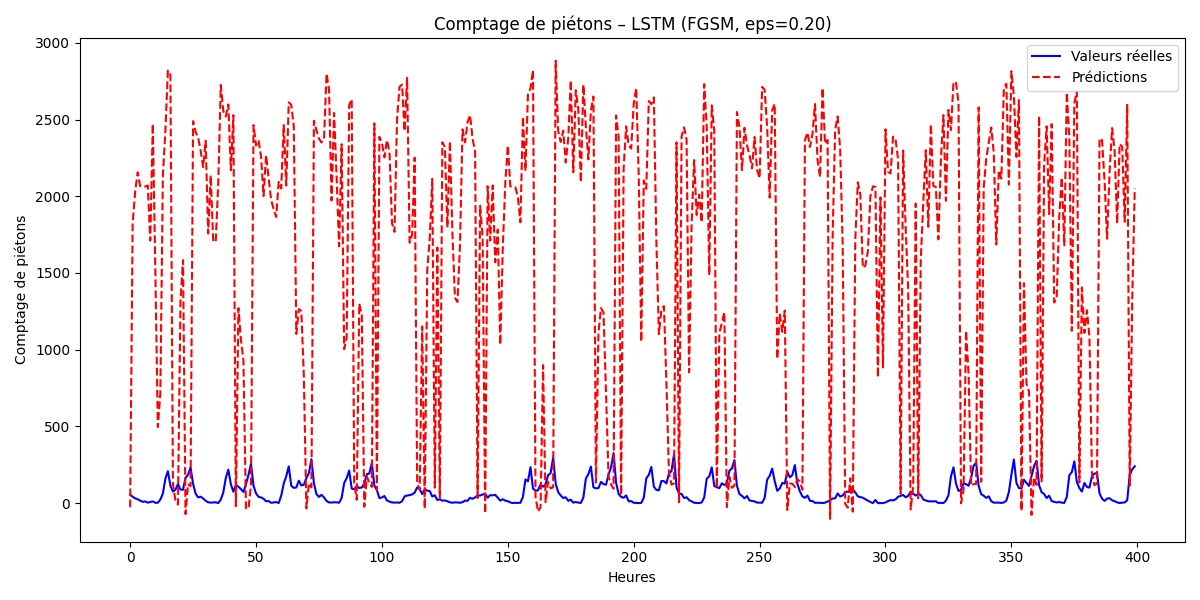 Comptage de piétons – LSTM (FGSM, eps=0.20)
Valeurs réelles
Prédictions
Comptage de piétons
3000
2500
2000
1500
1000
500
0
0 50 100 150 200 250 300 350 400
Heures